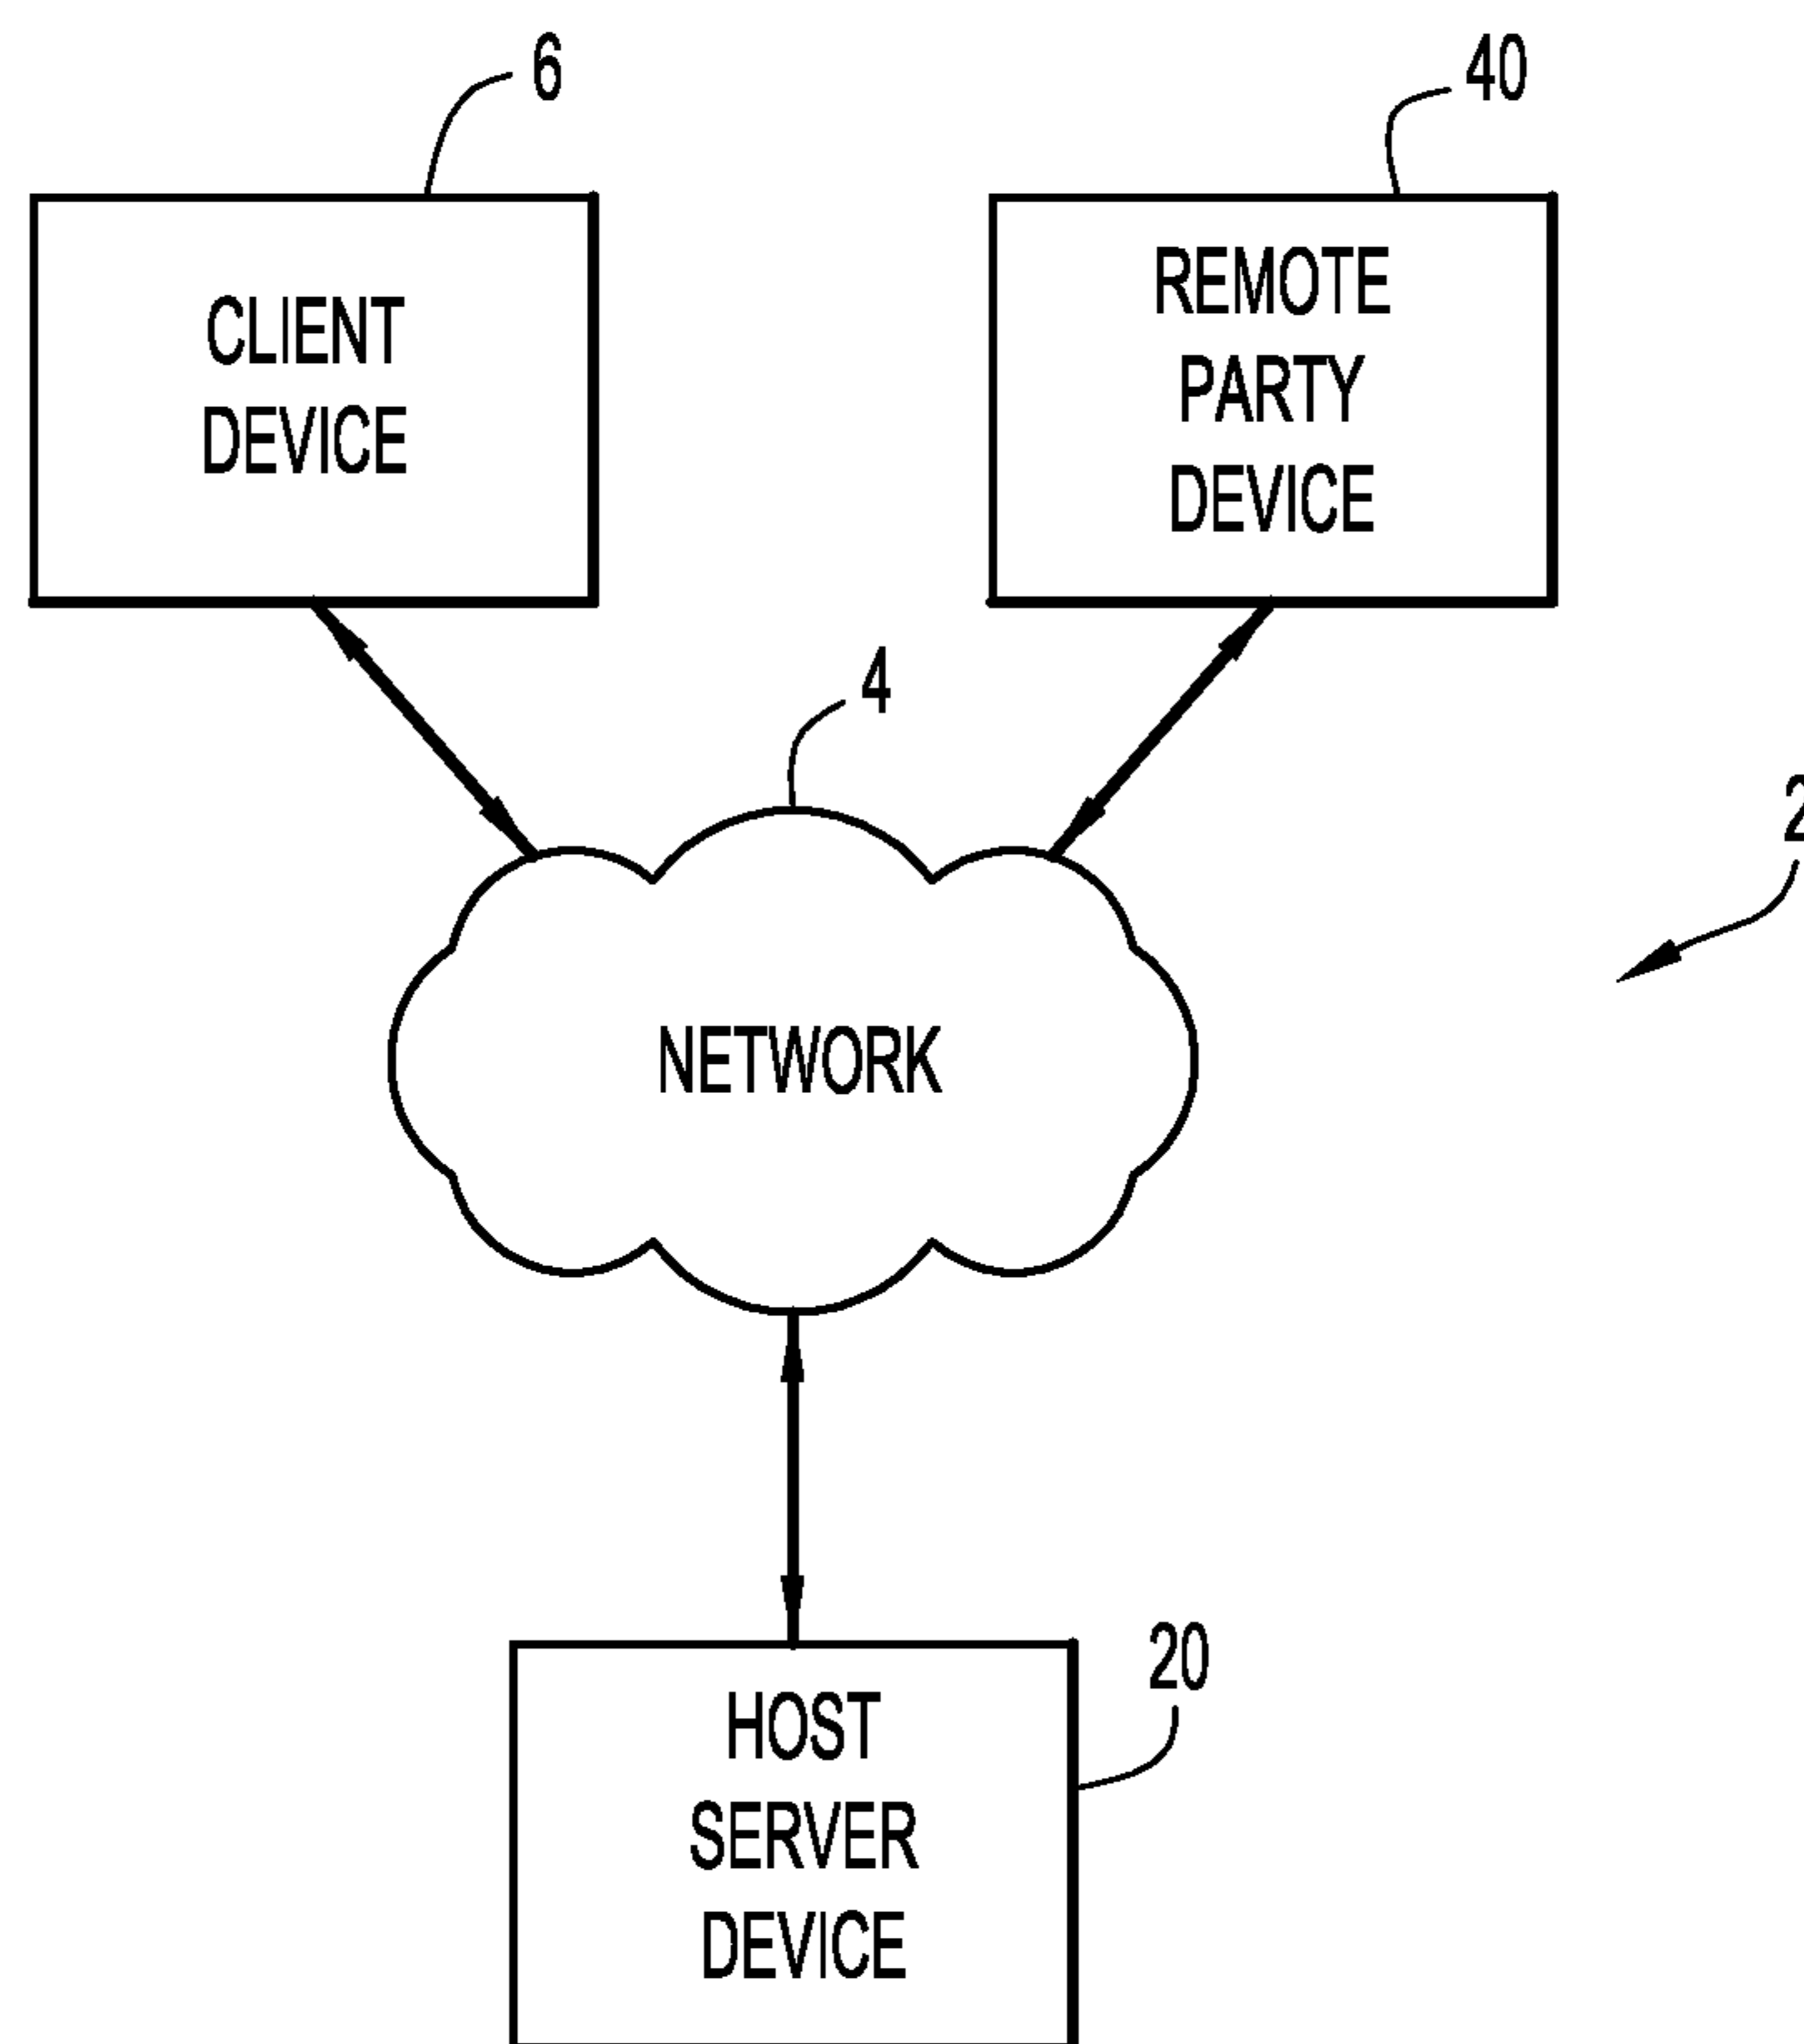 6
40
CLIENT
DEVICE
REMOTE
PARTY
DEVICE
4
2
NETWORK
20
HOST
SERVER
DEVICE